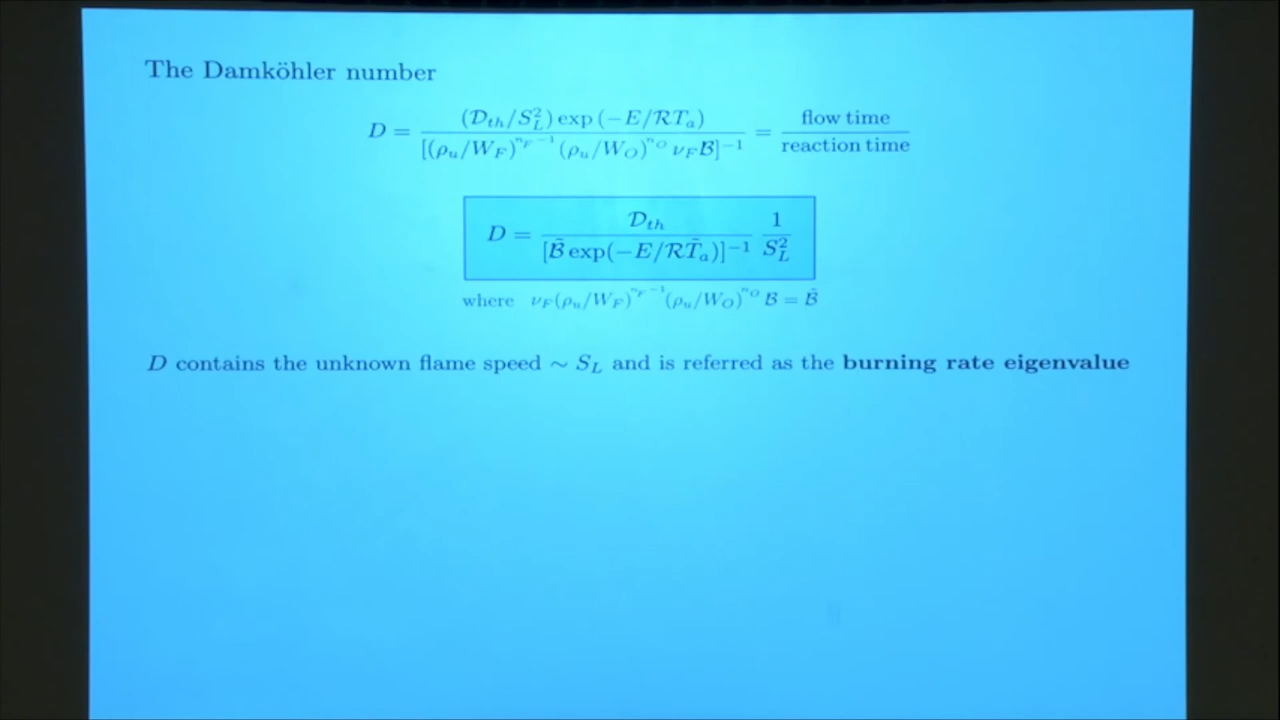 The Damköhler number
D = (𝒟_th/S_L^2) exp (−E/ℛT_a) / [(ρ_u/W_F)^{n_F−1} (ρ_u/W_O)^{n_O} ν_F ℬ]^{−1} = flow time / reaction time
D = 𝒟_th / [ℬ̃ exp(−E/ℛT̃_a)]^{−1} 1/S_L^2
where ν_F(ρ_u/W_F)^{n_F−1}(ρ_u/W_O)^{n_O} ℬ = ℬ̃
D contains the unknown flame speed ∼ S_L and is referred as the burning rate eigenvalue